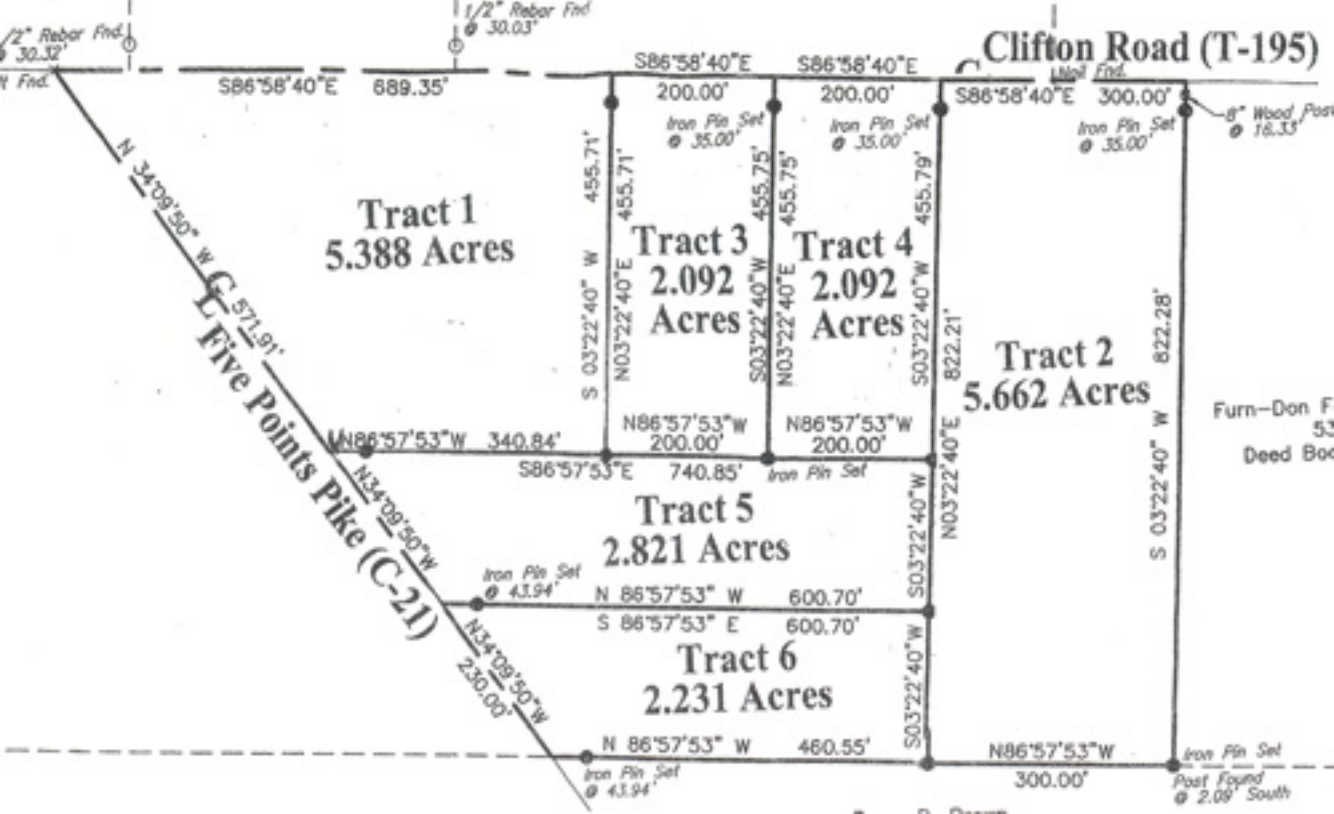 1/2" Rebar Fnd.
@ 30.03'
1/2" Rebar Fnd.
@ 30.32'
Fnd.
S86°58'40"E 689.35'
S86°58'40"E
200.00'
S86°58'40"E
200.00'
Clifton Road (T-195)
Nail Fnd.
S86°58'40"E 300.00'
8" Wood Post
@ 16.33'
Iron Pin Set
@ 35.00'
Iron Pin Set
@ 35.00'
Iron Pin Set
@ 35.00'
N 34°09'50" W
571.91'
Tract 1
5.388 Acres
S 03°22'40" W
455.71'
N03°22'40"E
455.71'
Tract 3
2.092
Acres
S03°22'40"W
455.75'
N03°22'40"E
455.75'
Tract 4
2.092
Acres
S03°22'40"W
455.79'
N03°22'40"E
822.21'
Tract 2
5.662 Acres
S 03°22'40" W
822.28'
Furn-Don F
53
Deed Boo
CL Five Points Pike (C-21)
N86°57'53"W 340.84'
N86°57'53"W
200.00'
N86°57'53"W
200.00'
S86°57'53"E 740.85'
Iron Pin Set
N34°09'50"W
Tract 5
2.821 Acres
S03°22'40"W
Iron Pin Set
@ 43.94'
N 86°57'53" W 600.70'
S 86°57'53" E 600.70'
N34°09'50"W
230.00'
Tract 6
2.231 Acres
S03°22'40"W
N 86°57'53" W 460.55'
Iron Pin Set
@ 43.94'
N86°57'53"W
300.00'
Iron Pin Set
Post Found
@ 2.09' South